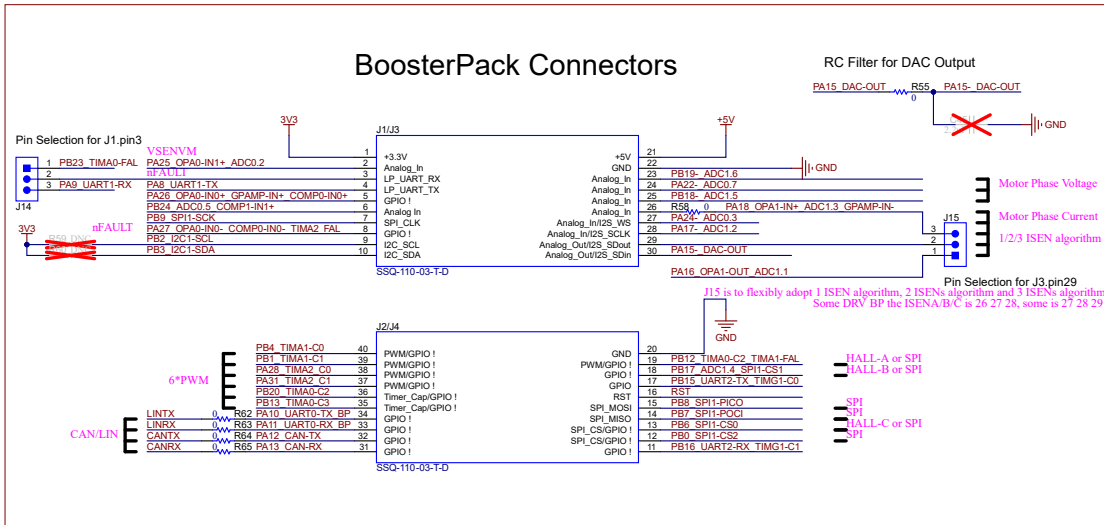 BoosterPack Connectors
RC Filter for DAC Output
PA15_DAC-OUT
R55
0
PA15-_DAC-OUT
GND
Pin Selection for J1.pin3
1 PB23_TIMA0-FAL
2
3 PA9_UART1-RX
J14
3V3
+5V
J1/J3
VSENVM
PA25_OPA0-IN1+_ADC0.2
nFAULT
PA8_UART1-TX
PA26_OPA0-IN0+_GPAMP-IN+_COMP0-IN0+
PB24_ADC0.5_COMP1-IN1+
PB9_SPI1-SCK
PA27_OPA0-IN0-_COMP0-IN0-_TIMA2_FAL
nFAULT
PB2_I2C1-SCL
PB3_I2C1-SDA
3V3
1 +3.3V
2 Analog_In
3 LP_UART_RX
4 LP_UART_TX
5 GPIO !
6 Analog In
7 SPI_CLK
8 GPIO !
9 I2C_SCL
10 I2C_SDA
+5V 21
GND 22
Analog_In 23
Analog_In 24
Analog_In 25
Analog_In 26
Analog_In/I2S_WS 27
Analog_In/I2S_SCLK 28
Analog_Out/I2S_SDout 29
Analog_Out/I2S_SDin 30
SSQ-110-03-T-D
GND
PB19-_ADC1.6
PA22-_ADC0.7
PB18-_ADC1.5
R58 0 PA18_OPA1-IN+_ADC1.3_GPAMP-IN-
PA24-_ADC0.3
PA17-_ADC1.2
PA15-_DAC-OUT
PA16_OPA1-OUT_ADC1.1
Motor Phase Voltage
Motor Phase Current
1/2/3 ISEN algorithm
J15
3
2
1
Pin Selection for J3.pin29
J15 is to flexibly adopt 1 ISEN algorithm, 2 ISENs algorithm and 3 ISENs algorithm
Some DRV BP the ISENA/B/C is 26 27 28, some is 27 28 29
GND
J2/J4
6*PWM
PB4_TIMA1-C0 40 PWM/GPIO !
PB1_TIMA1-C1 39 PWM/GPIO !
PA28_TIMA2_C0 38 PWM/GPIO !
PA31_TIMA2_C1 37 PWM/GPIO !
PB20_TIMA0-C2 36 Timer_Cap/GPIO !
PB13_TIMA0-C3 35 Timer_Cap/GPIO !
CAN/LIN
LINTX 0 R62 PA10_UART0-TX_BP 34 GPIO !
LINRX 0 R63 PA11_UART0-RX_BP 33 GPIO !
CANTX 0 R64 PA12_CAN-TX 32 GPIO !
CANRX 0 R65 PA13_CAN-RX 31 GPIO !
GND 20
PWM/GPIO ! 19 PB12_TIMA0-C2_TIMA1-FAL HALL-A or SPI
GPIO ! 18 PB17_ADC1.4_SPI1-CS1 HALL-B or SPI
GPIO 17 PB15_UART2-TX_TIMG1-C0
RST 16 RST
SPI_MOSI 15 PB8_SPI1-PICO SPI
SPI_MISO 14 PB7_SPI1-POCI SPI
SPI_CS/GPIO ! 13 PB6_SPI1-CS0 HALL-C or SPI
SPI_CS/GPIO ! 12 PB0_SPI1-CS2 SPI
GPIO ! 11 PB16_UART2-RX_TIMG1-C1
SSQ-110-03-T-D